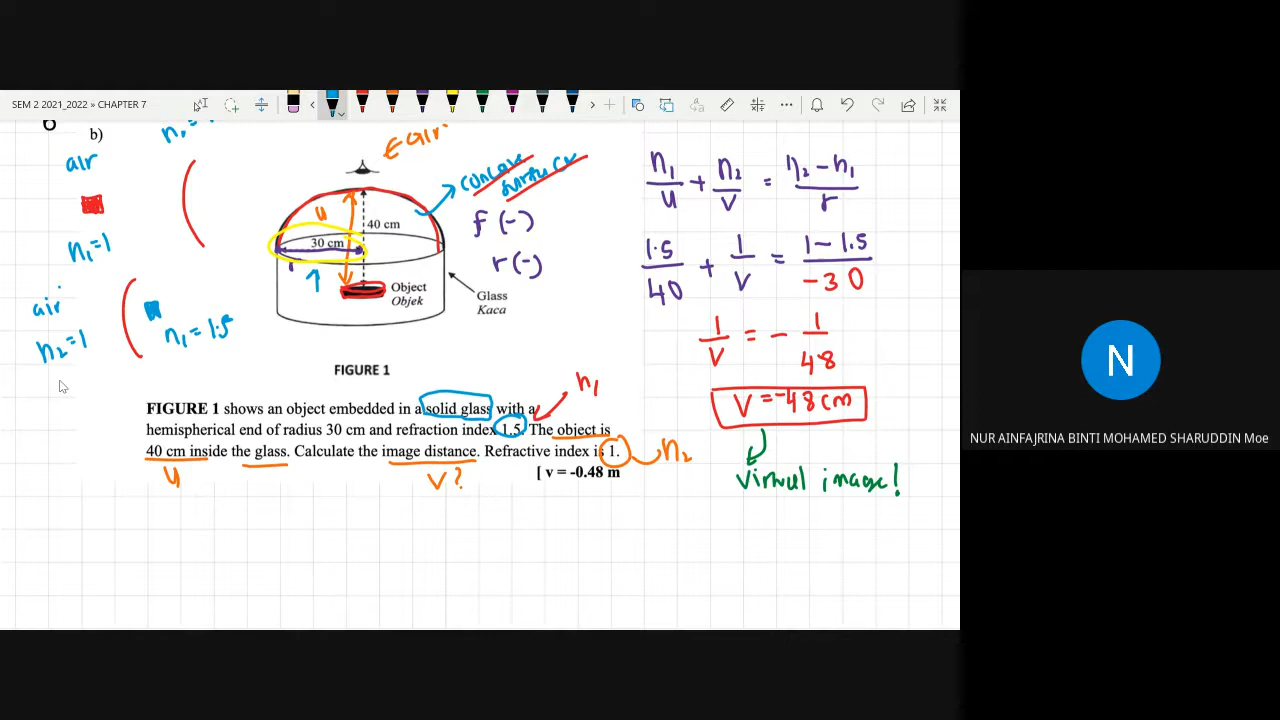 SEM 2 2021_2022 » CHAPTER 7
b)
air
n₁=1
air
n₂=1
n₁=1.5
air
concave
surface
u
40 cm
30 cm
r
f (-)
r (-)
Object
Objek
Glass
Kaca
FIGURE 1
FIGURE 1 shows an object embedded in a solid glass with a
hemispherical end of radius 30 cm and refraction index 1.5. The object is
40 cm inside the glass. Calculate the image distance. Refractive index is 1.
[ v = -0.48 m
n₁
n₂
u
v?
n₁/u + n₂/v = n₂-n₁/r
1.5/40 + 1/v = 1-1.5/-30
1/v = - 1/48
v = -48 cm
virtual image!
N
NUR AINFAJRINA BINTI MOHAMED SHARUDDIN Moe